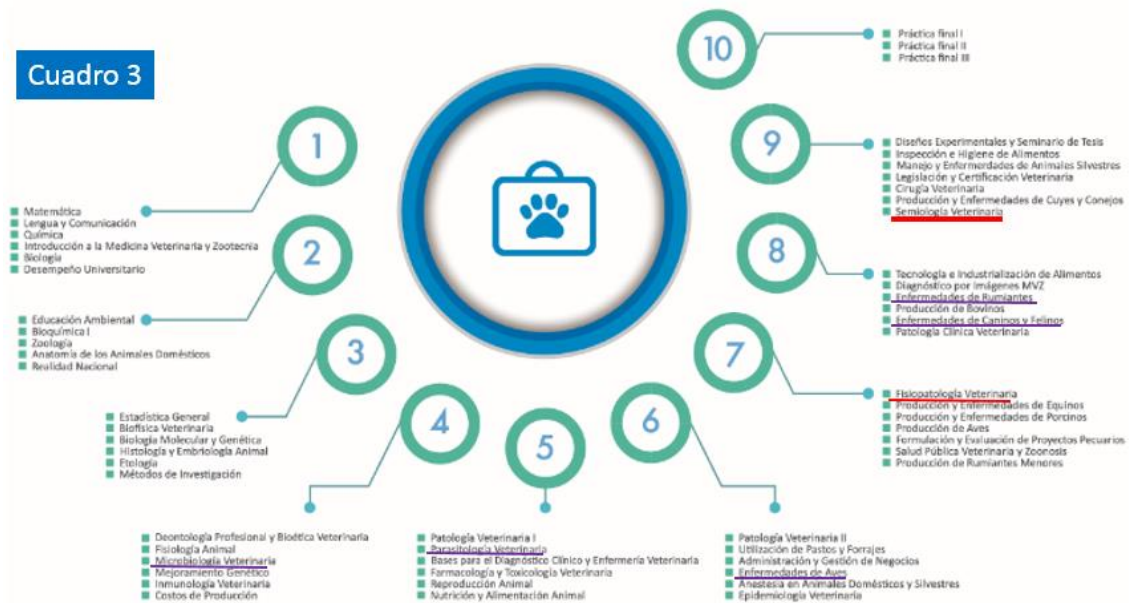 Cuadro 3
1
Matemática
Lengua y Comunicación
Química
Introducción a la Medicina Veterinaria y Zootecnia
Biología
Desempeño Universitario
2
Educación Ambiental
Bioquímica I
Zoología
Anatomía de los Animales Domésticos
Realidad Nacional
3
Estadística General
Biofísica Veterinaria
Biología Molecular y Genética
Histología y Embriología Animal
Etología
Métodos de Investigación
4
Deontología Profesional y Bioética Veterinaria
Fisiología Animal
Microbiología Veterinaria
Mejoramiento Genético
Inmunología Veterinaria
Costos de Producción
5
Patología Veterinaria I
Parasitología Veterinaria
Bases para el Diagnóstico Clínico y Enfermería Veterinaria
Farmacología y Toxicología Veterinaria
Reproducción Animal
Nutrición y Alimentación Animal
6
Patología Veterinaria II
Utilización de Pastos y Forrajes
Administración y Gestión de Negocios
Enfermedades de Aves
Anestesia en Animales Domésticos y Silvestres
Epidemiología Veterinaria
7
Fisiopatología Veterinaria
Producción y Enfermedades de Equinos
Producción y Enfermedades de Porcinos
Producción de Aves
Formulación y Evaluación de Proyectos Pecuarios
Salud Pública Veterinaria y Zoonosis
Producción de Rumiantes Menores
8
Tecnología e Industrialización de Alimentos
Diagnóstico por Imágenes MVZ
Enfermedades de Rumiantes
Producción de Bovinos
Enfermedades de Caninos y Felinos
Patología Clínica Veterinaria
9
Diseños Experimentales y Seminario de Tesis
Inspección e Higiene de Alimentos
Manejo y Enfermedades de Animales Silvestres
Legislación y Certificación Veterinaria
Cirugía Veterinaria
Producción y Enfermedades de Cuyes y Conejos
Semiología Veterinaria
10
Práctica final I
Práctica final II
Práctica final III